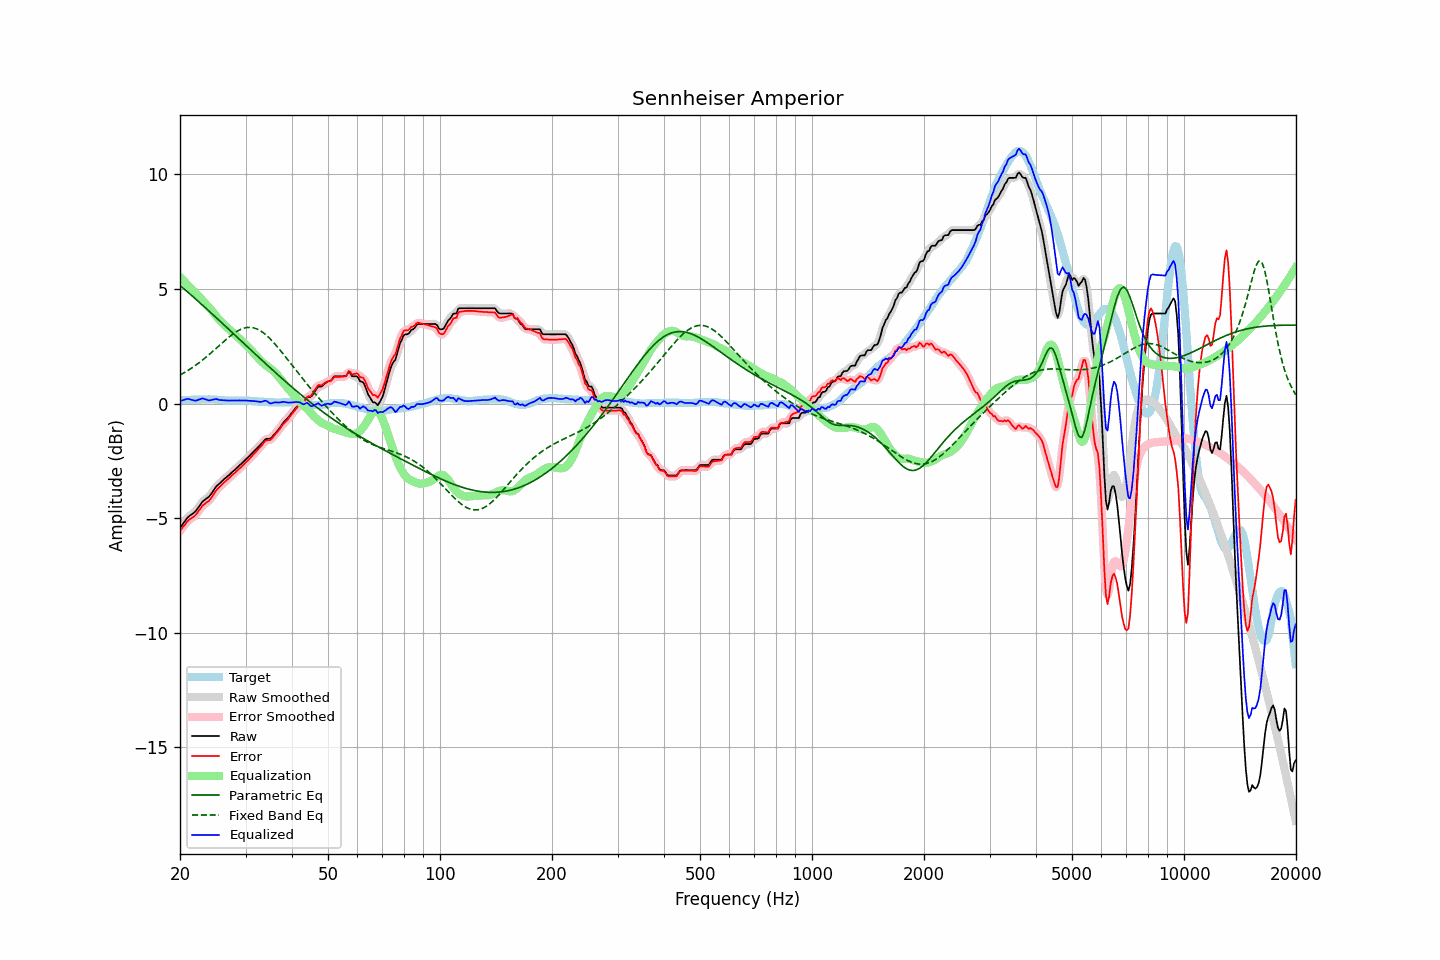 Sennheiser Amperior
Amplitude (dBr)
10
5
0
−5
−10
−15
Target
Raw Smoothed
Error Smoothed
Raw
Error
Equalization
Parametric Eq
Fixed Band Eq
Equalized
20
50
100
200
500
1000
2000
5000
10000
20000
Frequency (Hz)